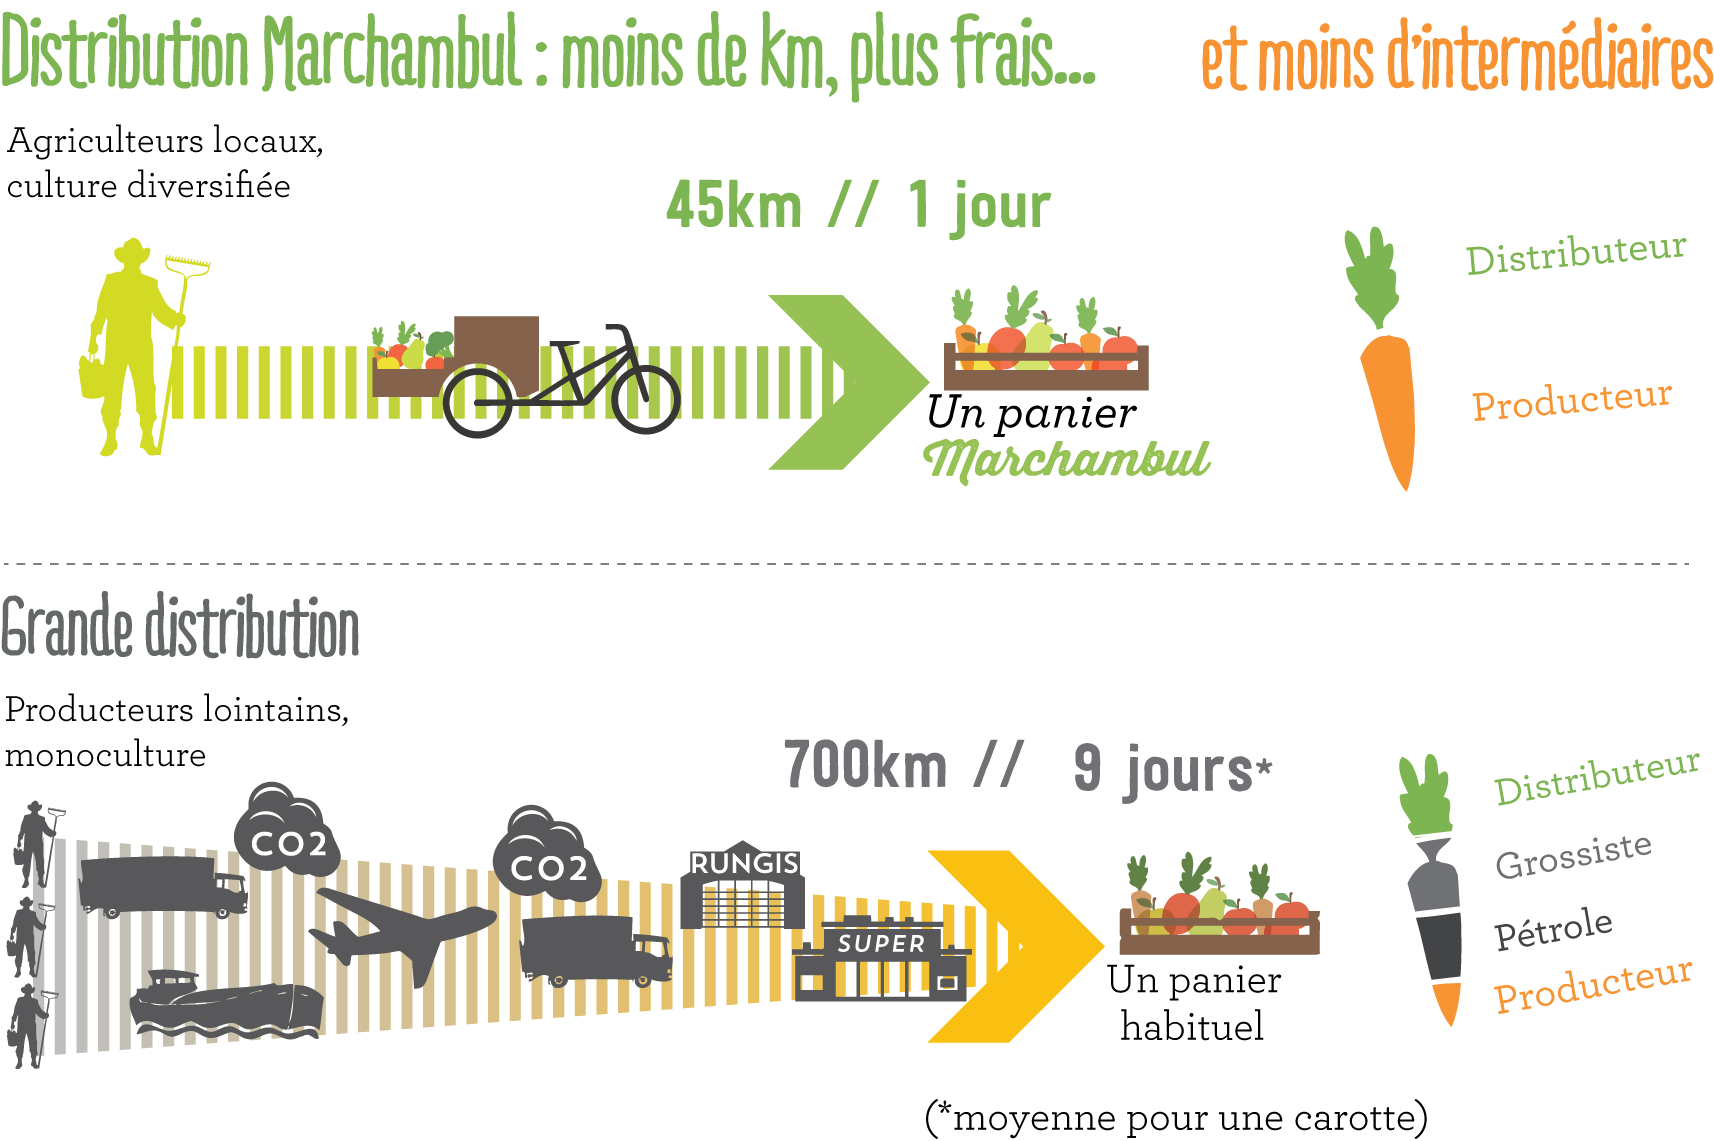 Distribution Marchambul : moins de km, plus frais...
et moins d'intermédiaires
Agriculteurs locaux,
culture diversifiée
45km // 1 jour
Un panier
Marchambul
Distributeur
Producteur
Grande distribution
Producteurs lointains,
monoculture
700km // 9 jours*
CO2
CO2
RUNGIS
SUPER
Un panier
habituel
Distributeur
Grossiste
Pétrole
Producteur
(*moyenne pour une carotte)